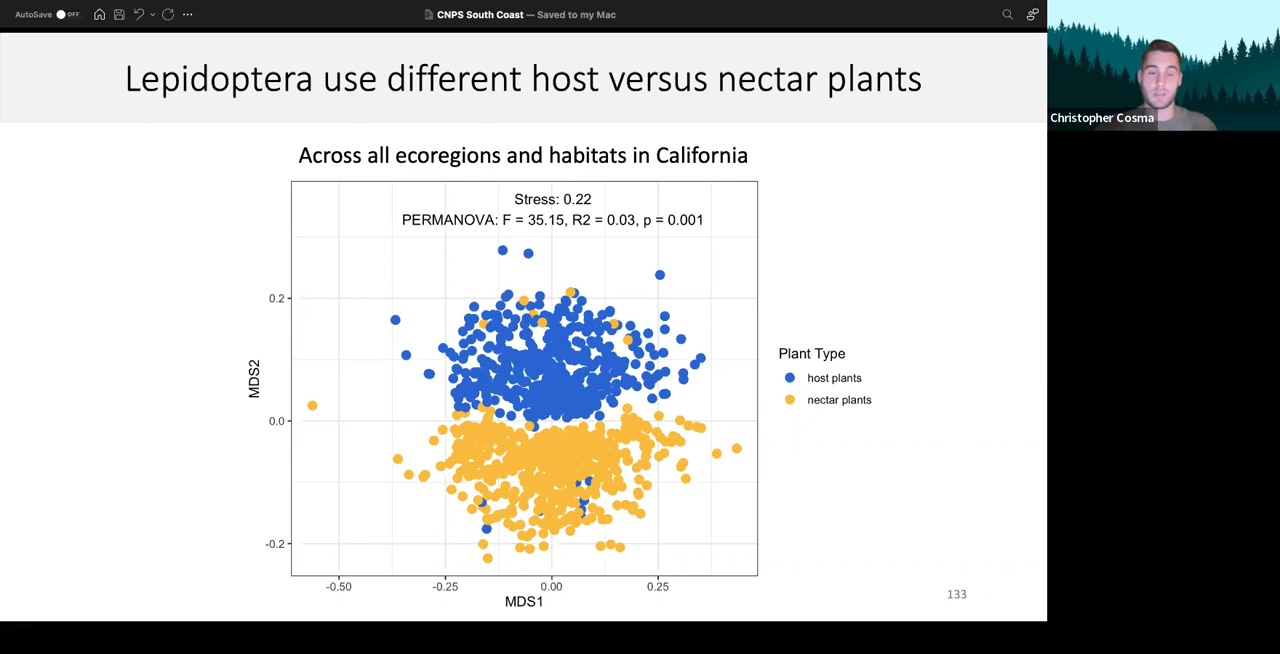 AutoSave OFF
CNPS South Coast — Saved to my Mac
Lepidoptera use different host versus nectar plants
Christopher Cosma
Across all ecoregions and habitats in California
Stress: 0.22
PERMANOVA: F = 35.15, R2 = 0.03, p = 0.001
0.2
0.0
-0.2
MDS2
-0.50 -0.25 0.00 0.25
MDS1
Plant Type
host plants
nectar plants
133